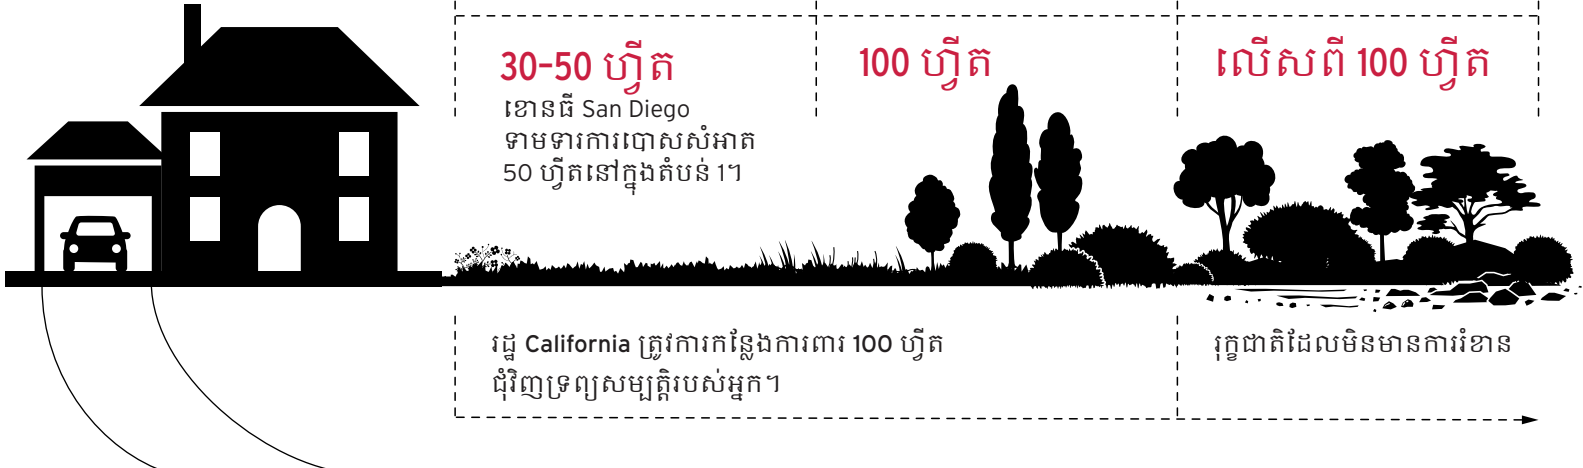 30-50 ហ្វីត
ខោនធី San Diego
ទាមទារការបោសសំអាត
50 ហ្វីតនៅក្នុងតំបន់ 1។
100 ហ្វីត
លើសពី 100 ហ្វីត
រដ្ឋ California ត្រូវការកន្លែងការពារ 100 ហ្វីត
ជុំវិញទ្រព្យសម្បត្តិរបស់អ្នក។
រុក្ខជាតិដែលមិនមានការរំខាន